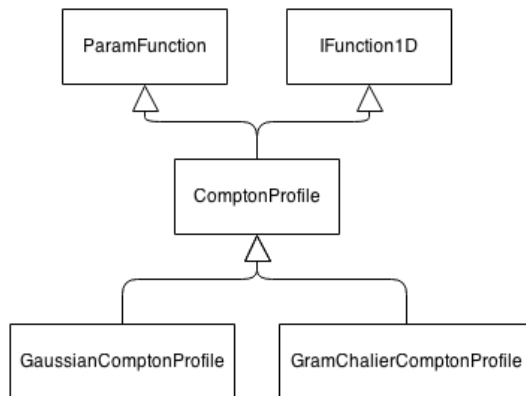 ParamFunction
IFunction1D
ComptonProfile
GaussianComptonProfile
GramChalierComptonProfile